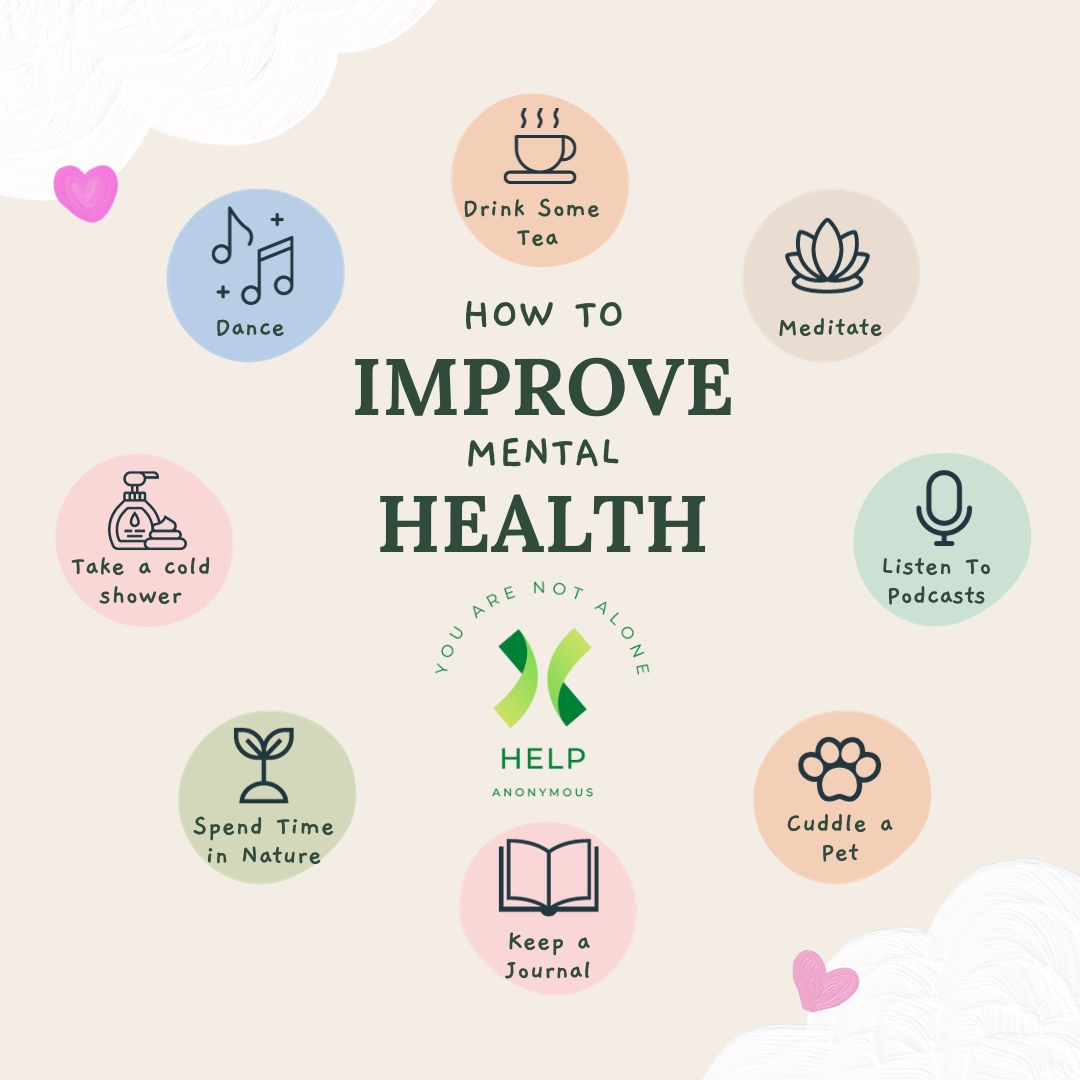 Drink Some
Tea
Dance
Meditate
HOW TO
IMPROVE
MENTAL
HEALTH
Take a cold
shower
Listen To
Podcasts
YOU ARE NOT ALONE
HELP
ANONYMOUS
Spend Time
in Nature
Cuddle a
Pet
Keep a
Journal